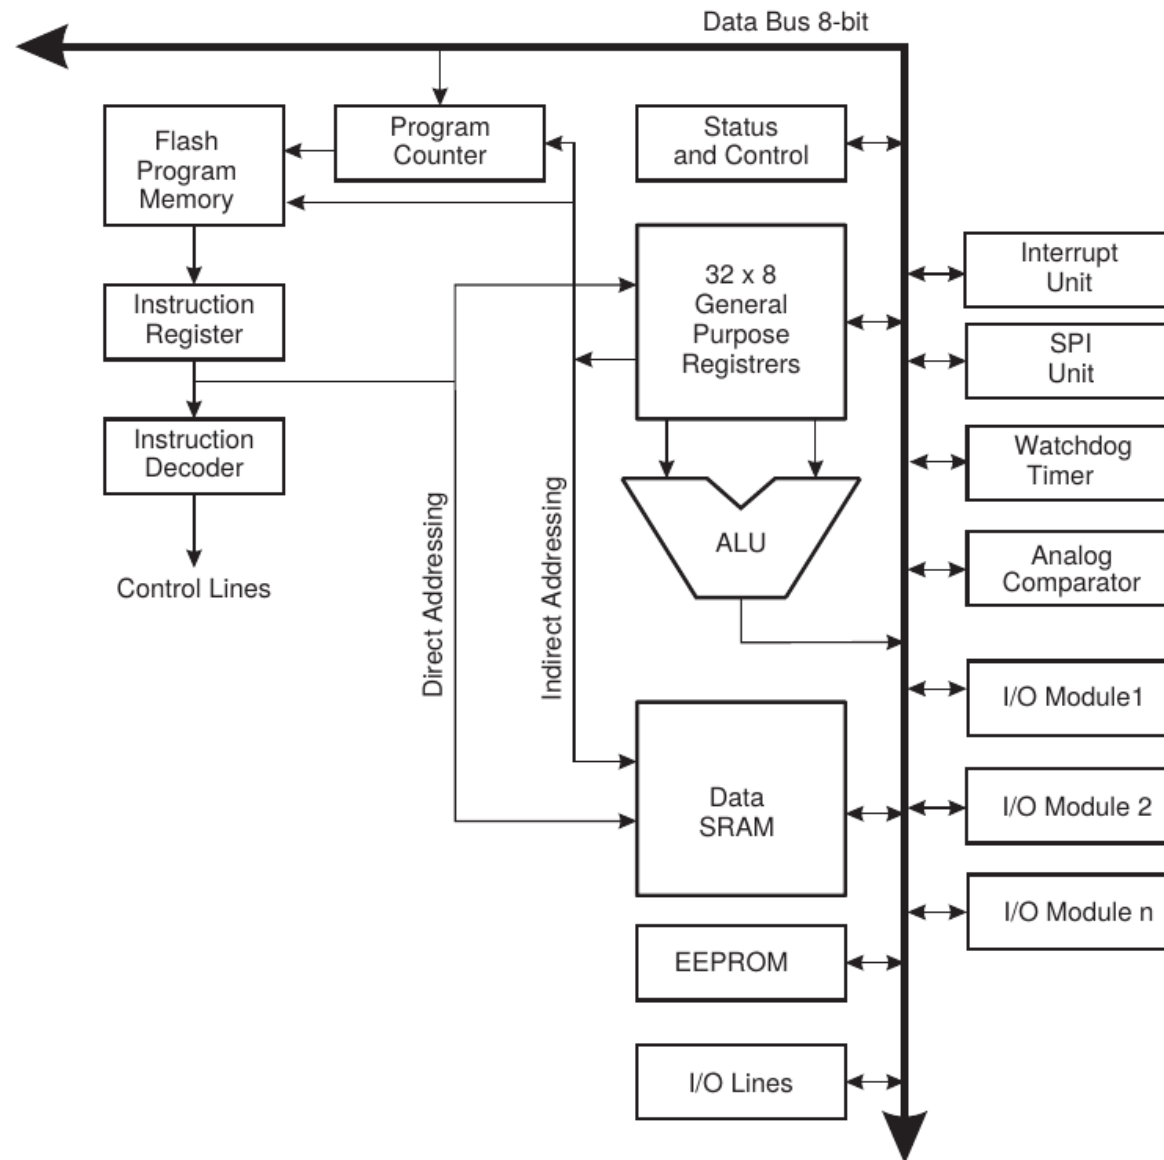 Data Bus 8-bit
Flash
Program
Memory
Program
Counter
Status
and Control
32 x 8
General
Purpose
Registrers
Interrupt
Unit
Instruction
Register
SPI
Unit
Instruction
Decoder
Watchdog
Timer
Direct Addressing
Indirect Addressing
ALU
Analog
Comparator
Control Lines
I/O Module1
Data
SRAM
I/O Module 2
I/O Module n
EEPROM
I/O Lines